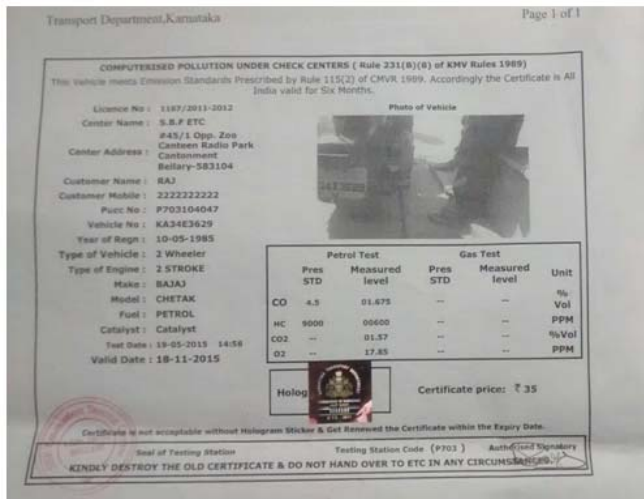 Transport Department,Karnataka
Page 1 of 1
COMPUTERISED POLLUTION UNDER CHECK CENTERS ( Rule 231(B)(8) of KMV Rules 1989)
This Vehicle meets Emission Standards Prescribed by Rule 115(2) of CMVR 1989. Accordingly the Certificate is All
India valid for Six Months.
Licence No : 1187/2011-2012
Center Name : S.B.F ETC
Center Address : #45/1 Opp. Zoo
Canteen Radio Park
Cantonment
Bellary-583104
Customer Name : RAJ
Customer Mobile : 2222222222
Pucc No : P703104047
Vehicle No : KA34E3629
Year of Regn : 10-05-1985
Type of Vehicle : 2 Wheeler
Type of Engine : 2 STROKE
Make : BAJAJ
Model : CHETAK
Fuel : PETROL
Catalyst : Catalyst
Test Date : 19-05-2015 14:58
Valid Date : 18-11-2015
Photo of Vehicle
Petrol Test Gas Test
Pres STD Measured level Pres STD Measured level Unit
CO 4.5 01.675 -- -- % Vol
HC 9000 00600 -- -- PPM
CO2 -- 01.57 -- -- %Vol
O2 -- 17.85 -- -- PPM
Holog
Certificate price: ₹ 35
Certificate is not acceptable without Hologram Sticker & Get Renewed the Certificate within the Expiry Date.
Seal of Testing Station Testing Station Code (P703 ) Authorised Signatory
KINDLY DESTROY THE OLD CERTIFICATE & DO NOT HAND OVER TO ETC IN ANY CIRCUMSTANCES.